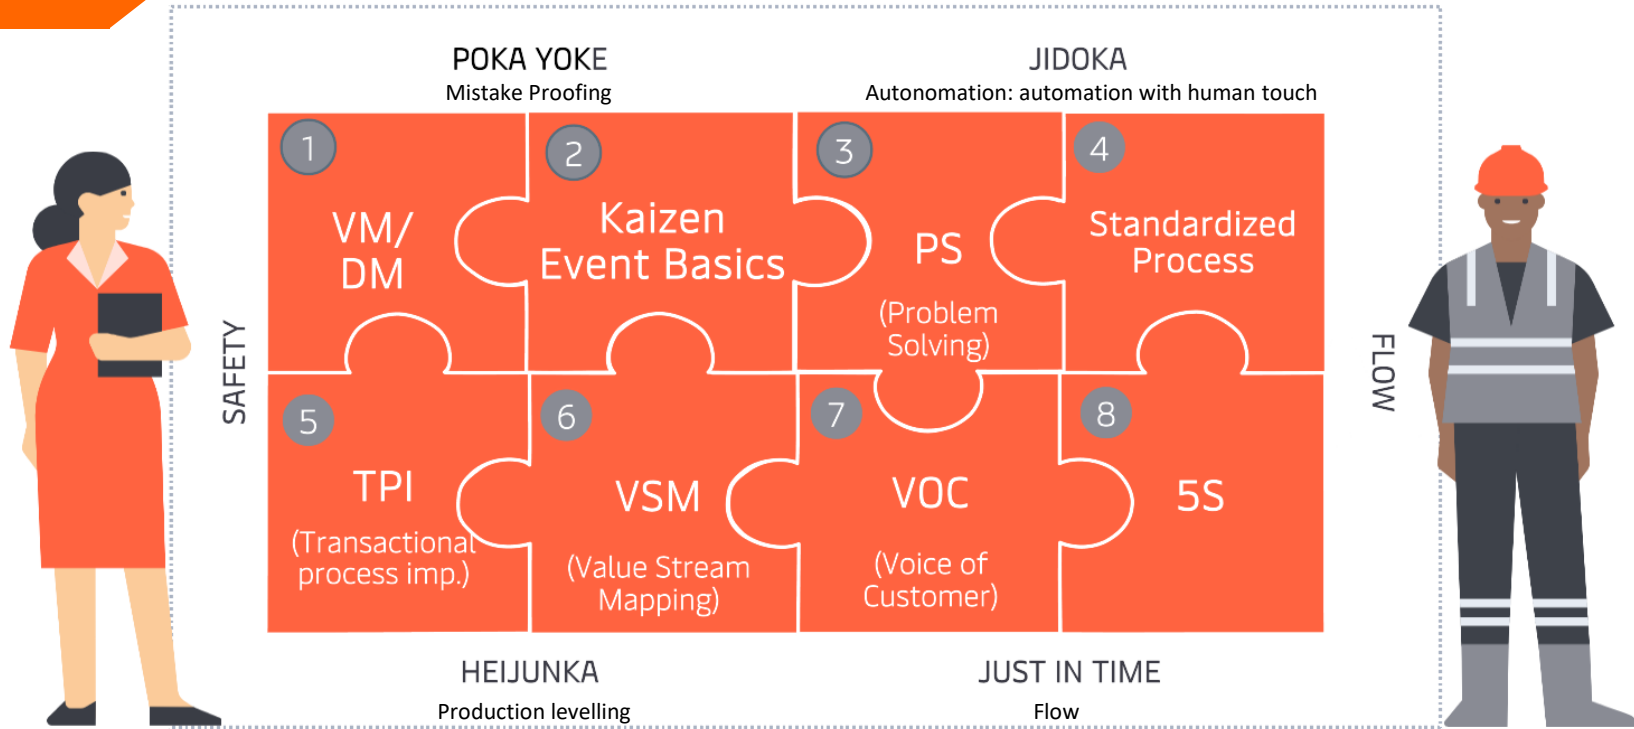 POKA YOKE
Mistake Proofing
JIDOKA
Autonomation: automation with human touch
1
VM/
DM
2
Kaizen
Event Basics
3
PS
(Problem
Solving)
4
Standardized
Process
SAFETY
FLOW
5
TPI
(Transactional
process imp.)
6
VSM
(Value Stream
Mapping)
7
VOC
(Voice of
Customer)
8
5S
HEIJUNKA
Production levelling
JUST IN TIME
Flow